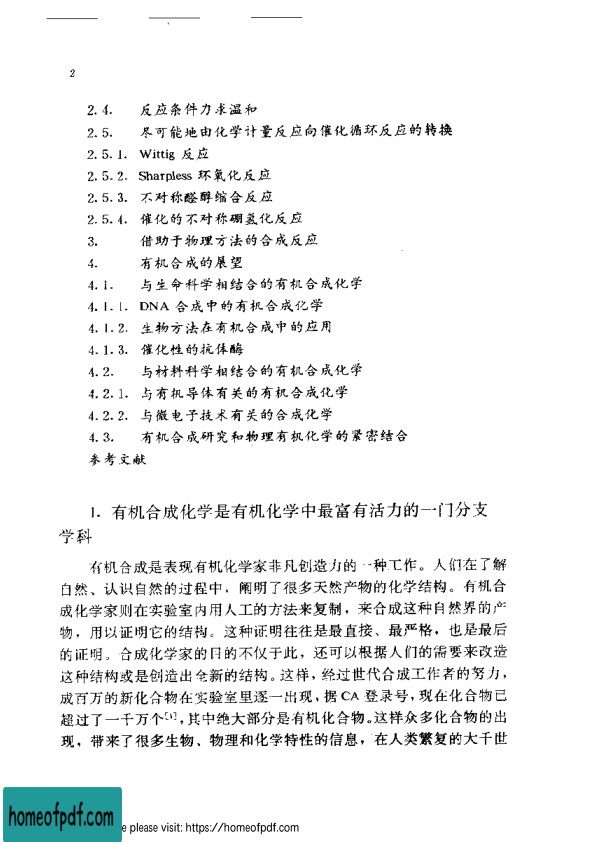 2
2.4. 反应条件力求温和
2.5. 尽可能地由化学计量反应向催化循环反应的转换
2.5.1. Wittig 反应
2.5.2. Sharpless 环氧化反应
2.5.3. 不对称醛醇缩合反应
2.5.4. 催化的不对称硼氢化反应
3. 借助于物理方法的合成反应
4. 有机合成的展望
4.1. 与生命科学相结合的有机合成化学
4.1.1. DNA 合成中的有机合成化学
4.1.2. 生物方法在有机合成中的应用
4.1.3. 催化性的抗体酶
4.2. 与材料科学相结合的有机合成化学
4.2.1. 与有机导体有关的有机合成化学
4.2.2. 与微电子技术有关的合成化学
4.3. 有机合成研究和物理有机化学的紧密结合
参考文献
1. 有机合成化学是有机化学中最富有活力的一门分支
学科
有机合成是表现有机化学家非凡创造力的一种工作。人们在了解
自然、认识自然的过程中，阐明了很多天然产物的化学结构。有机合
成化学家则在实验室内用人工的方法来复制，来合成这种自然界的产
物，用以证明它的结构。这种证明往往是最直接、最严格，也是最后
的证明。合成化学家的目的不仅于此，还可以根据人们的需要来改造
这种结构或是创造出全新的结构。这样，经过世代合成工作者的努力，
成百万的新化合物在实验室里逐一出现，据 CA 登录号，现在化合物已
超过了一千万个[1]，其中绝大部分是有机化合物。这样众多化合物的出
现，带来了很多生物、物理和化学特性的信息，在人类繁复的大千世
homeofpdf.com
e please visit: https://homeofpdf.com